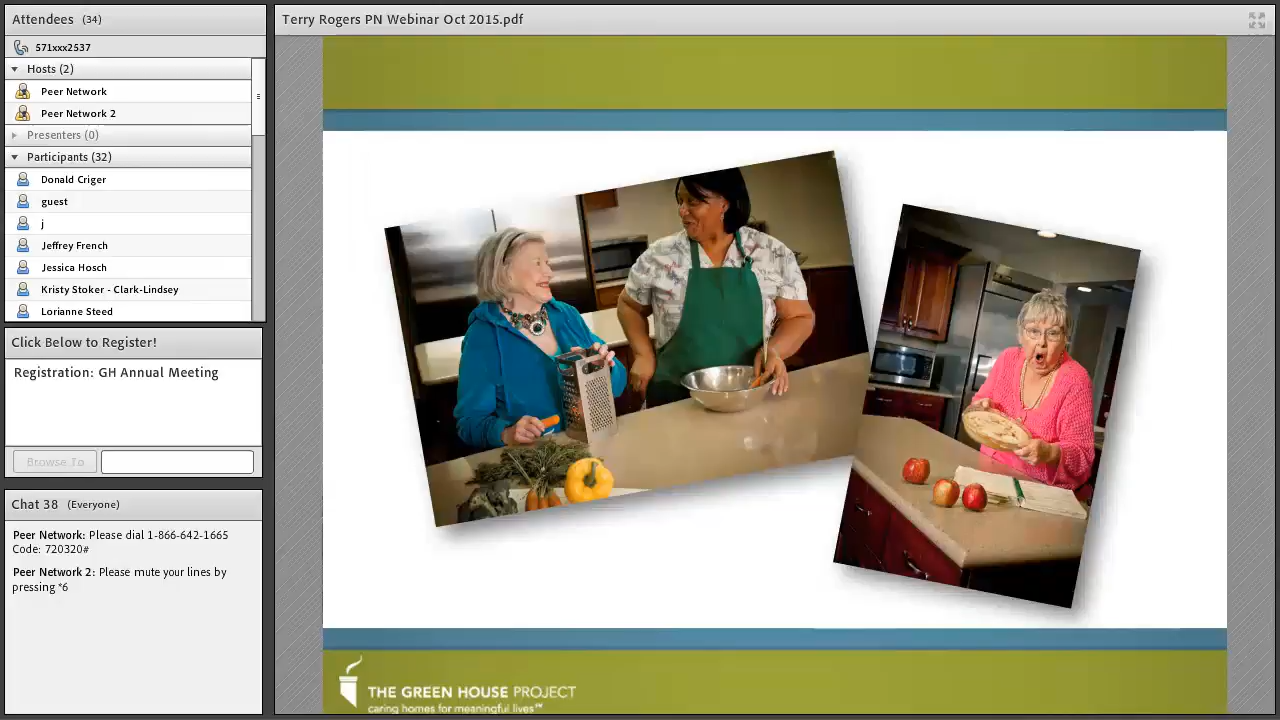 Attendees (34)
571xxx2537
Hosts (2)
Peer Network
Peer Network 2
Presenters (0)
Participants (32)
Donald Criger
guest
j
Jeffrey French
Jessica Hosch
Kristy Stoker - Clark-Lindsey
Lorianne Steed
Click Below to Register!
Registration: GH Annual Meeting
Browse To
Chat 38 (Everyone)
Peer Network: Please dial 1-866-642-1665
Code: 720320#
Peer Network 2: Please mute your lines by
pressing *6
Terry Rogers PN Webinar Oct 2015.pdf
THE GREEN HOUSE PROJECT
caring homes for meaningful lives℠